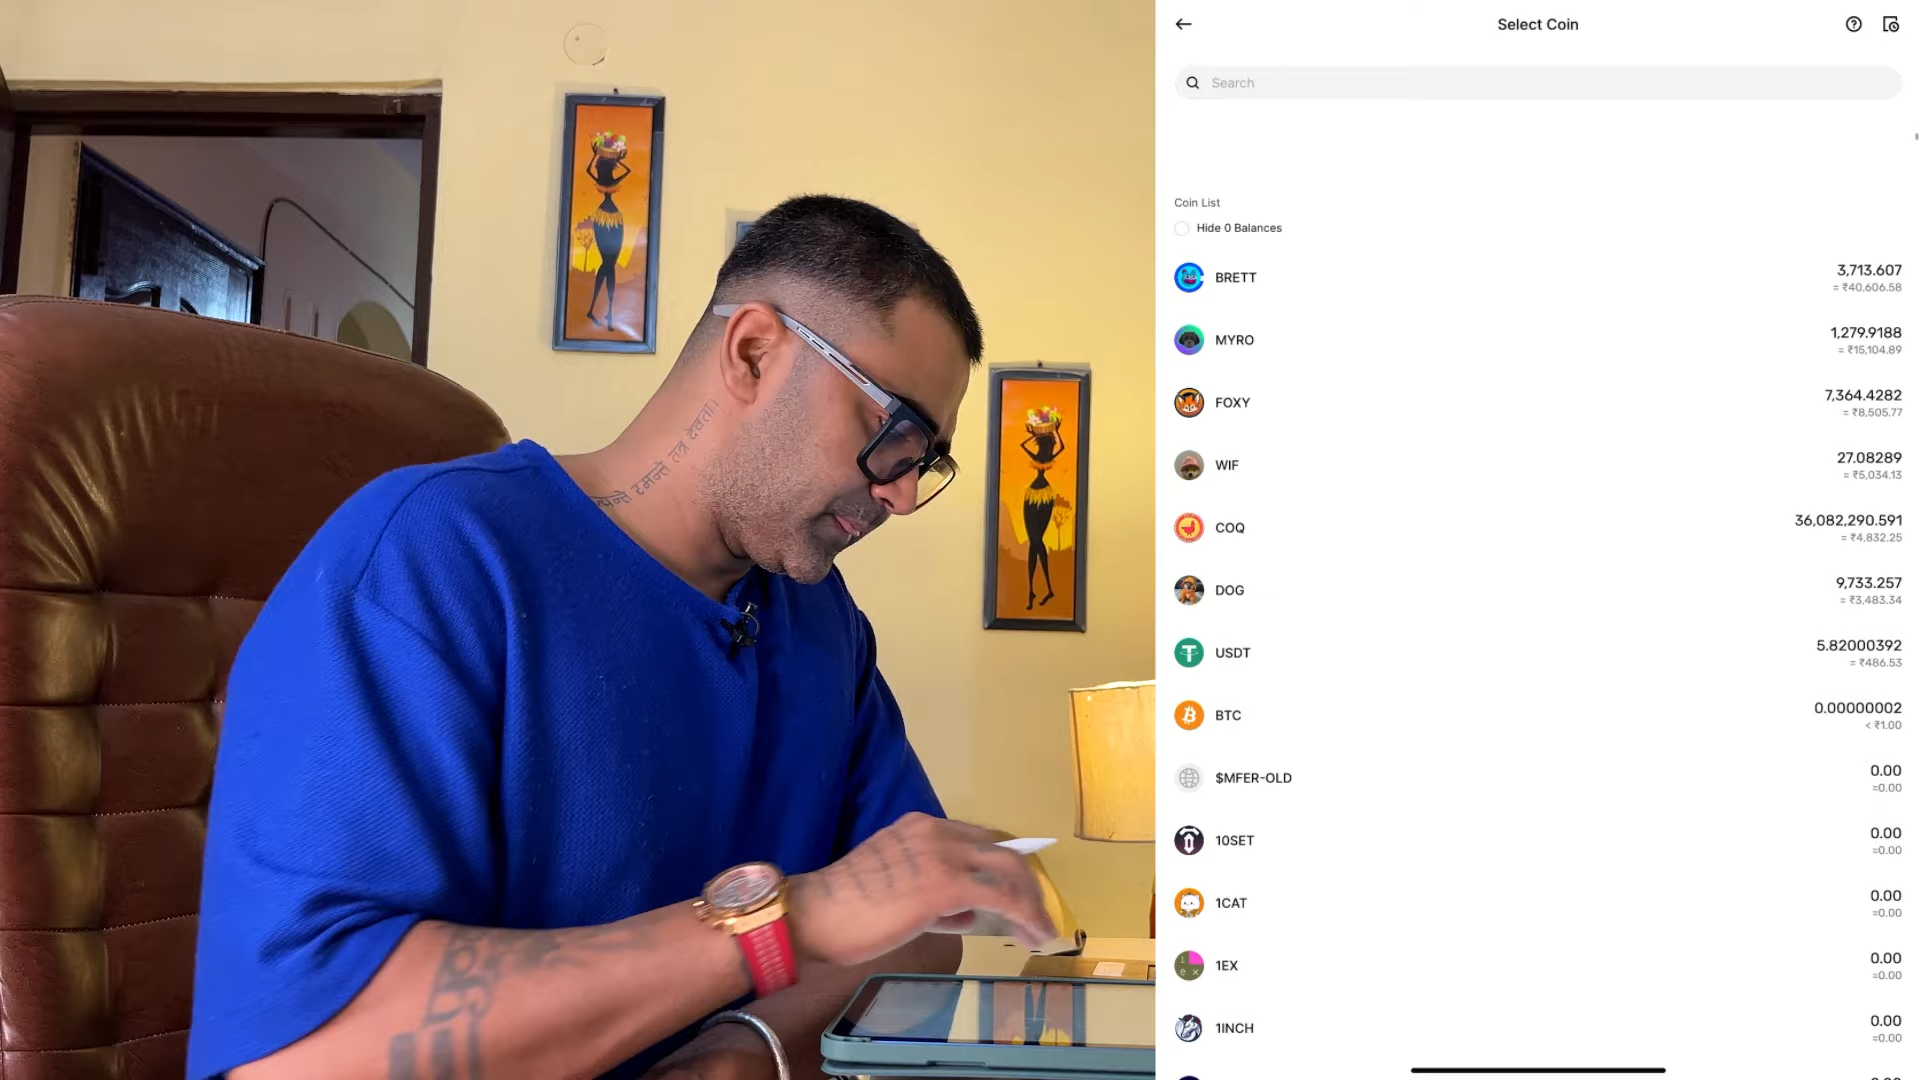 Select Coin
Search
Coin List
Hide 0 Balances
BRETT
3,713.607
= ₹40,606.58
MYRO
1,279.9188
= ₹15,104.89
FOXY
7,364.4282
= ₹8,505.77
WIF
27.08289
= ₹5,034.13
COQ
36,082,290.591
= ₹4,832.25
DOG
9,733.257
= ₹3,483.34
USDT
5.82000392
= ₹486.53
BTC
0.00000002
< ₹1.00
$MFER-OLD
0.00
=0.00
10SET
0.00
=0.00
1CAT
0.00
=0.00
1EX
0.00
=0.00
1INCH
0.00
=0.00
रमन्ते तत्र देवता।